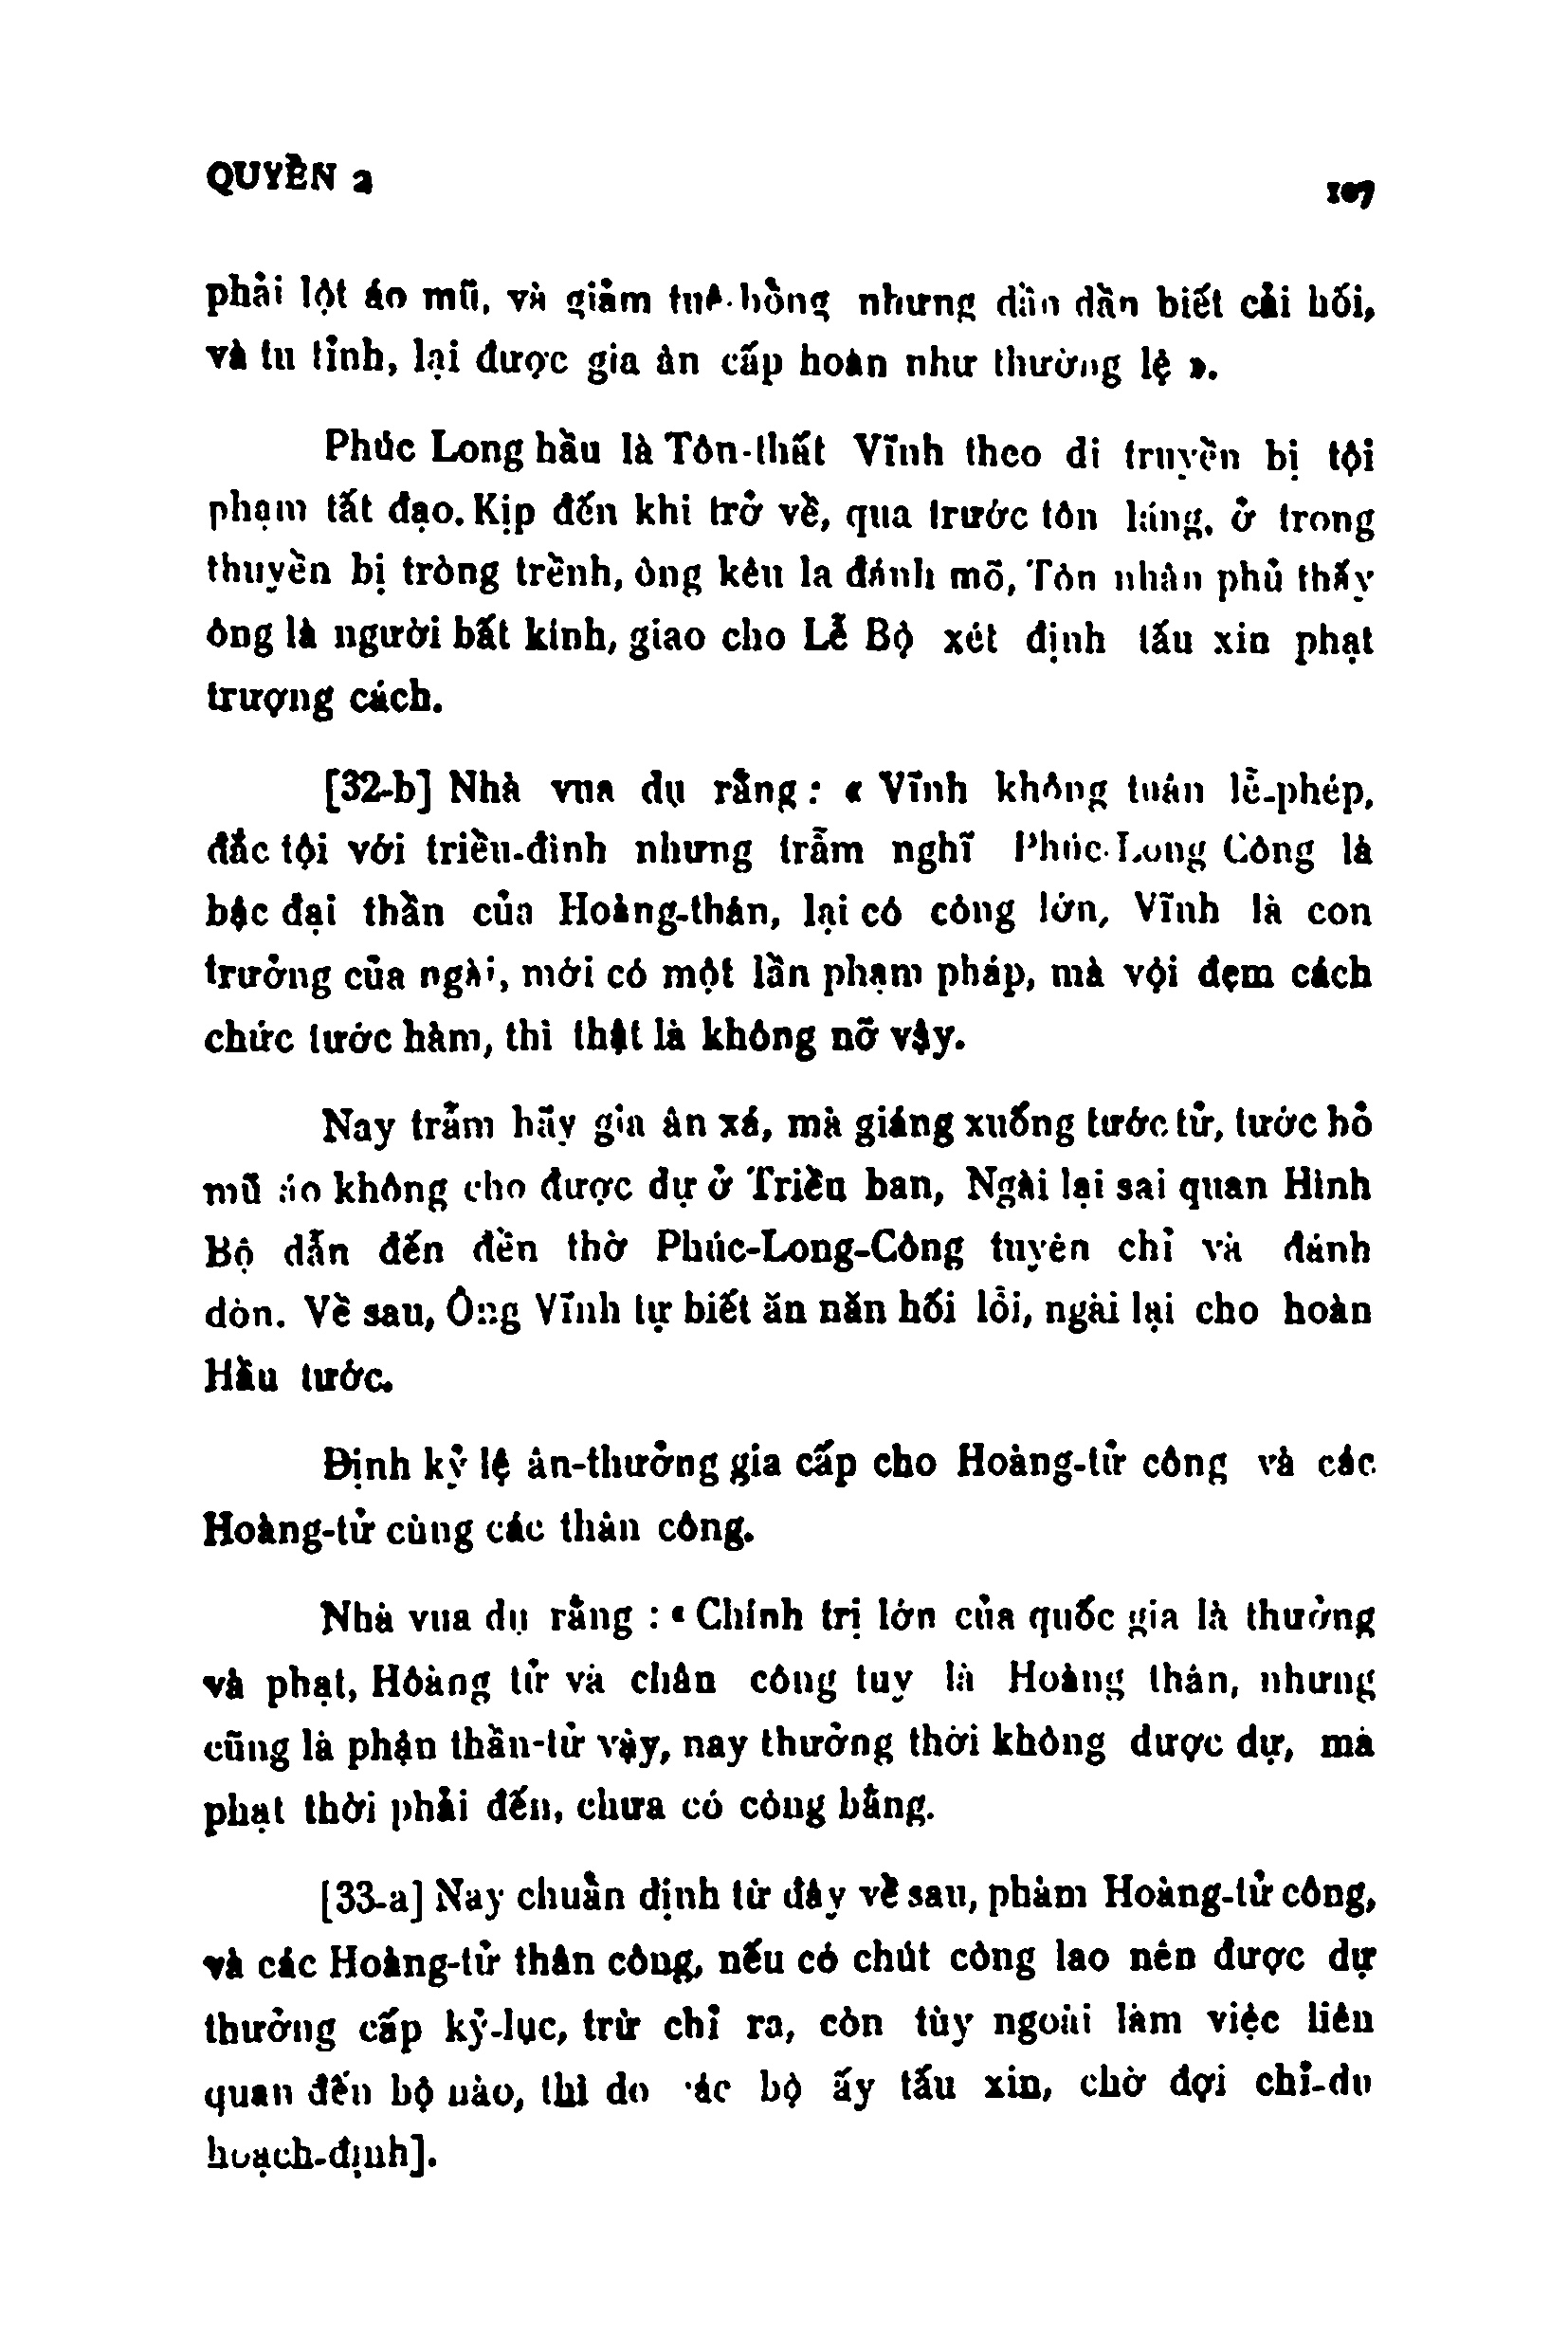 QUYỀN 2
107
phải lột áo mũ, và giảm tuế bổng nhưng dần dần biết cải hối,
và tu tỉnh, lại được gia ân cấp hoàn như thường lệ ».
Phúc Long hầu là Tôn-thất Vĩnh theo di truyền bị tội
phạm tất đạo. Kịp đến khi trở về, qua trước tôn lăng, ở trong
thuyền bị tròng trềnh, ông kêu la đánh mõ, Tôn nhân phủ thấy
ông là người bất kính, giao cho Lễ Bộ xét định tấu xin phạt
trượng cách.
[32-b] Nhà vua dụ rằng : « Vĩnh không tuân lễ-phép,
đắc tội với triều-đình nhưng trẫm nghĩ Phúc-Long Công là
bậc đại thần của Hoàng-thân, lại có công lớn, Vĩnh là con
trưởng của ngài, mới có một lần phạm pháp, mà vội đẹm cách
chức tước hàm, thì thật là không nỡ vậy.
Nay trẫm hãy gia ân xá, mà giáng xuống tước tử, tước bỏ
mũ áo không cho được dự ở Triều ban, Ngài lại sai quan Hình
Bộ dẫn đến đền thờ Phúc-Long-Công tuyên chỉ và đánh
đòn. Về sau, Ông Vĩnh tự biết ăn năn hối lỗi, ngài lại cho hoàn
Hầu tước.
Định kỷ lệ ân-thưởng gia cấp cho Hoàng-tử công và các
Hoàng-tử cùng các thân công.
Nhà vua dụ rằng : « Chính trị lớn của quốc gia là thưởng
và phạt, Hôàng tử và chân công tuy là Hoàng thân, nhưng
cũng là phận thần-tử vậy, nay thưởng thời không dược dự, mà
phạt thời phải đến, chưa có công bằng.
[33-a] Nay chuẩn định từ đây về sau, phàm Hoàng-tử công,
và các Hoàng-tử thân công, nếu có chút công lao nên được dự
thưởng cấp kỷ-lục, trừ chỉ ra, còn tùy ngoài làm việc liên
quan đến bộ nào, thì do các bộ ấy tấu xin, chờ đợi chỉ-dụ
hoạch-định].